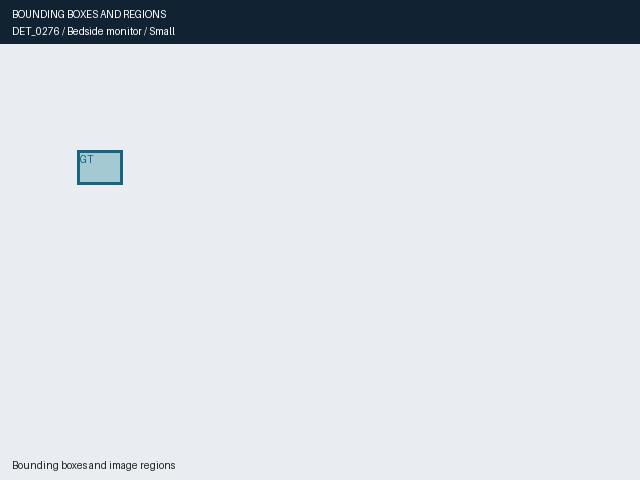 BOUNDING BOXES AND REGIONS
DET_0276 / Bedside monitor / Small
GT
Bounding boxes and image regions